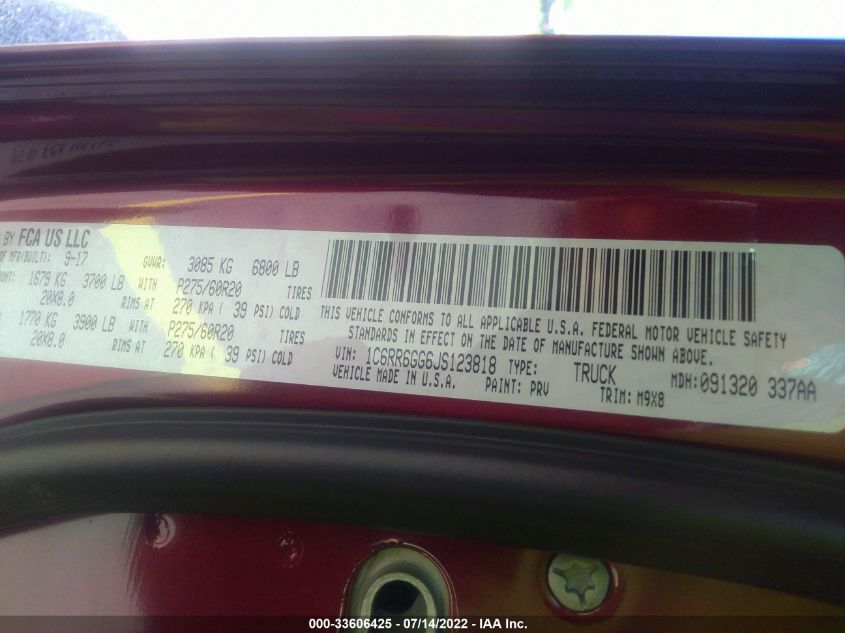 BY FCA US LLC
OF MFR(BUILT): 9-17 GVWR: 3085 KG 6800 LB
1679 KG 3700 LB WITH P275/60R20 TIRES
20X8.0 RIMS AT 270 KPA ( 39 PSI) COLD
1770 KG 3900 LB WITH P275/60R20 TIRES
20X8.0 RIMS AT 270 KPA ( 39 PSI) COLD
THIS VEHICLE CONFORMS TO ALL APPLICABLE U.S.A. FEDERAL MOTOR VEHICLE SAFETY
STANDARDS IN EFFECT ON THE DATE OF MANUFACTURE SHOWN ABOVE.
VIN: 1C6RR6GG6JS123818 TYPE: TRUCK MDH:091320 337AA
VEHICLE MADE IN U.S.A. PAINT: PRV TRIM: M9X8
000-33606425 - 07/14/2022 - IAA Inc.